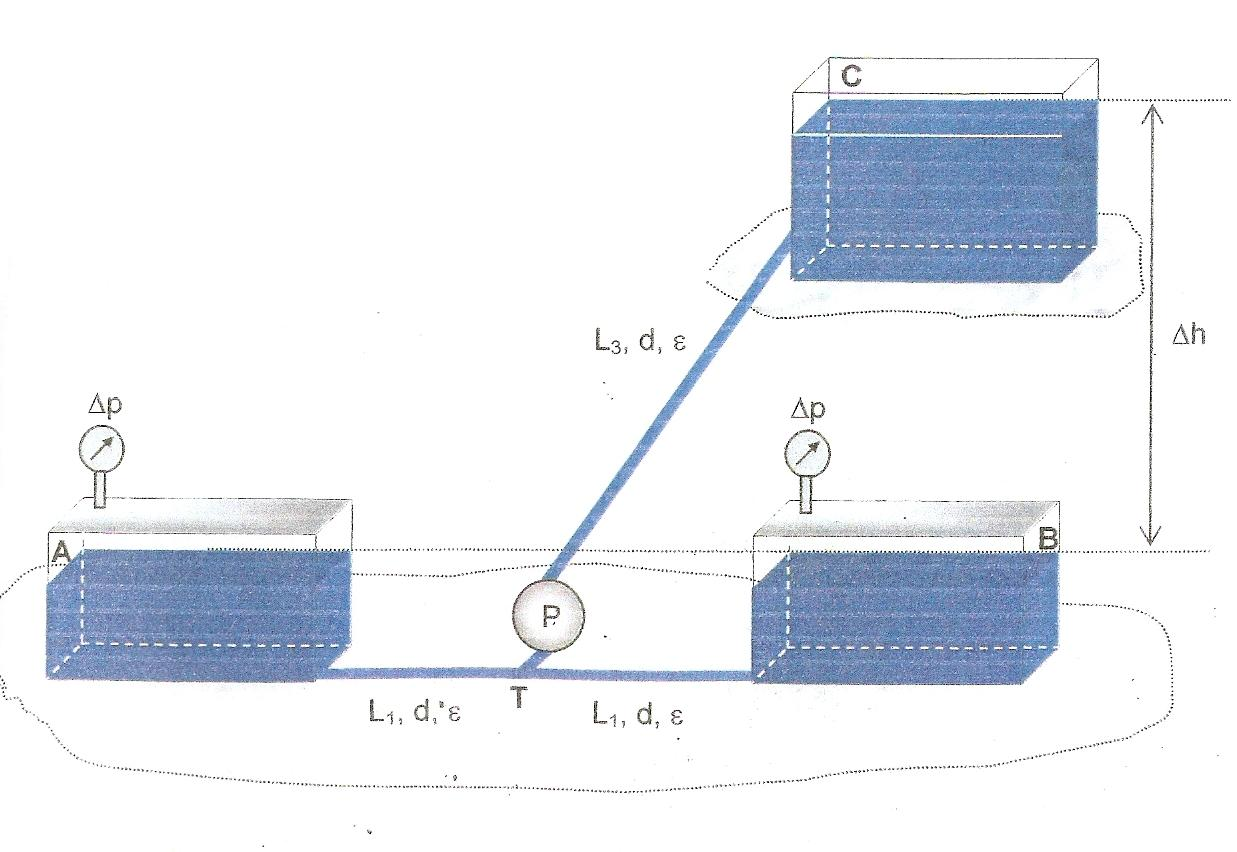 C
L₃, d, ε
Δh
Δp
Δp
A
B
P
T
L₁, d, ε
L₁, d, ε